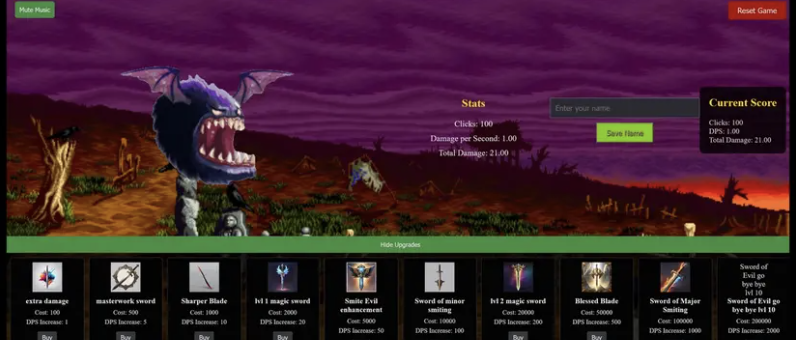 Mute Music
Reset Game
Stats
Clicks: 100
Damage per Second: 1.00
Total Damage: 21.00
Enter your name
Save Name
Current Score
Clicks: 100
DPS: 1.00
Total Damage: 21.00
Hide Upgrades
extra damage
Cost: 100
DPS Increase: 1
Buy
masterwork sword
Cost: 500
DPS Increase: 5
Buy
Sharper Blade
Cost: 1000
DPS Increase: 10
Buy
lvl 1 magic sword
Cost: 2000
DPS Increase: 20
Buy
Smite Evil
enhancement
Cost: 5000
DPS Increase: 50
Sword of minor
smiting
Cost: 10000
DPS Increase: 100
lvl 2 magic sword
Cost: 20000
DPS Increase: 200
Buy
Blessed Blade
Cost: 50000
DPS Increase: 500
Buy
Sword of Major
Smiting
Cost: 100000
DPS Increase: 1000
Sword of
Evil go
bye bye
lvl 10
Sword of Evil go
bye bye lvl 10
Cost: 200000
DPS Increase: 2000